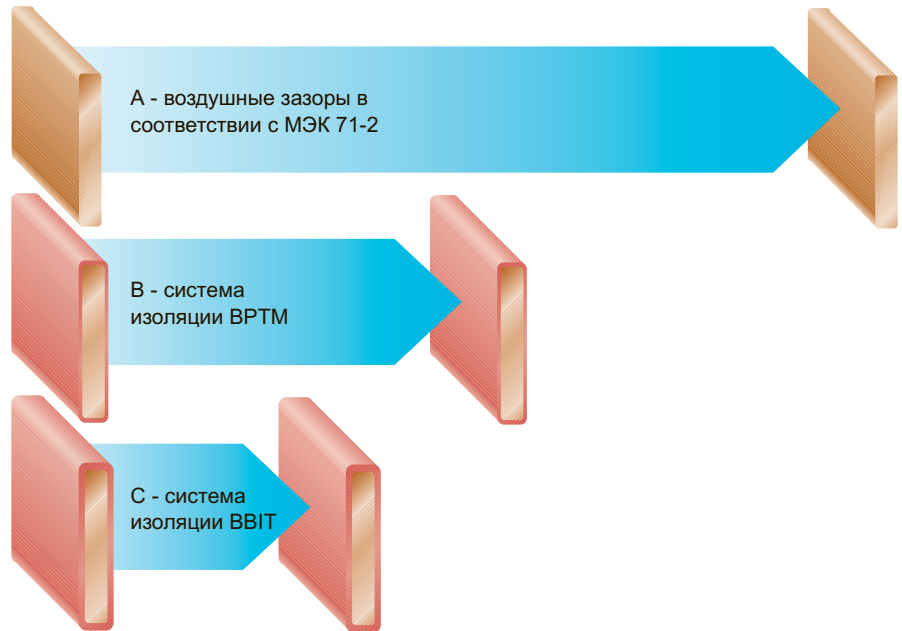 А - воздушные зазоры в
соответствии с МЭК 71-2
В - система
изоляции BPTM
С - система
изоляции BBIT